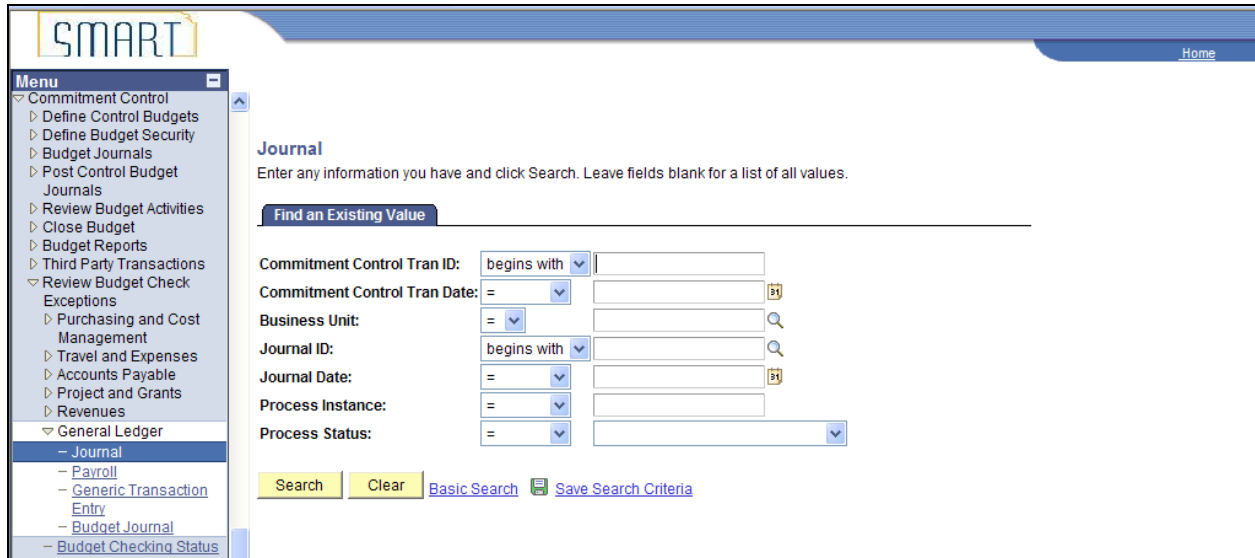 SMART
Home
Menu
Commitment Control
Define Control Budgets
Define Budget Security
Budget Journals
Post Control Budget
Journals
Review Budget Activities
Close Budget
Budget Reports
Third Party Transactions
Review Budget Check
Exceptions
Purchasing and Cost
Management
Travel and Expenses
Accounts Payable
Project and Grants
Revenues
General Ledger
– Journal
– Payroll
– Generic Transaction
Entry
– Budget Journal
– Budget Checking Status
Journal
Enter any information you have and click Search. Leave fields blank for a list of all values.
Find an Existing Value
Commitment Control Tran ID: begins with
Commitment Control Tran Date: = 31
Business Unit: =
Journal ID: begins with
Journal Date: = 31
Process Instance: =
Process Status: =
Search Clear Basic Search Save Search Criteria